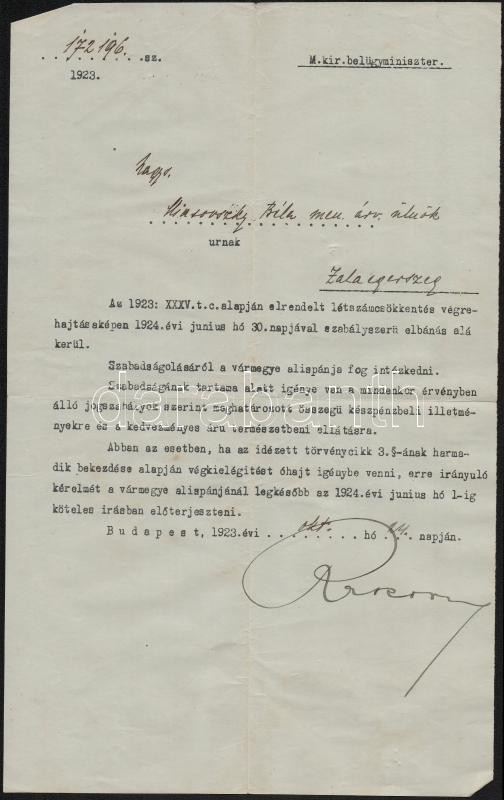 172196. sz.
1923.
M.kir.belügyminiszter.
Nagys.
Béla men. árv. ülnök
urnak
Zalaegerszeg
Az 1923: XXXV.t.c.alapján elrendelt létszámcsökkentés végre-
hajtásaképen 1924.évi junius hó 30.napjával szabályszerü elbánás alá
kerül.
Szabadságolásáról a vármegye alispánja fog intézkedni.
Szabadságának tartama alatt igénye van a mindenkor érvényben
álló jogszabályok szerint meghatározott összegü készpénzbeli illetmé-
nyekre és a kedvezményes áru természetbeni ellátásra.
Abban az esetben, ha az idézett törvénycikk 3.§-ának harma-
dik bekezdése alapján végkielégitést óhajt igénybe venni, erre irányuló
kérelmét a vármegye alispánjánál legkésőbb az 1924.évi junius hó 1-ig
köteles irásban előterjeszteni.
Budapest, 1923.évi okt. hó 24. napján.
darabanth